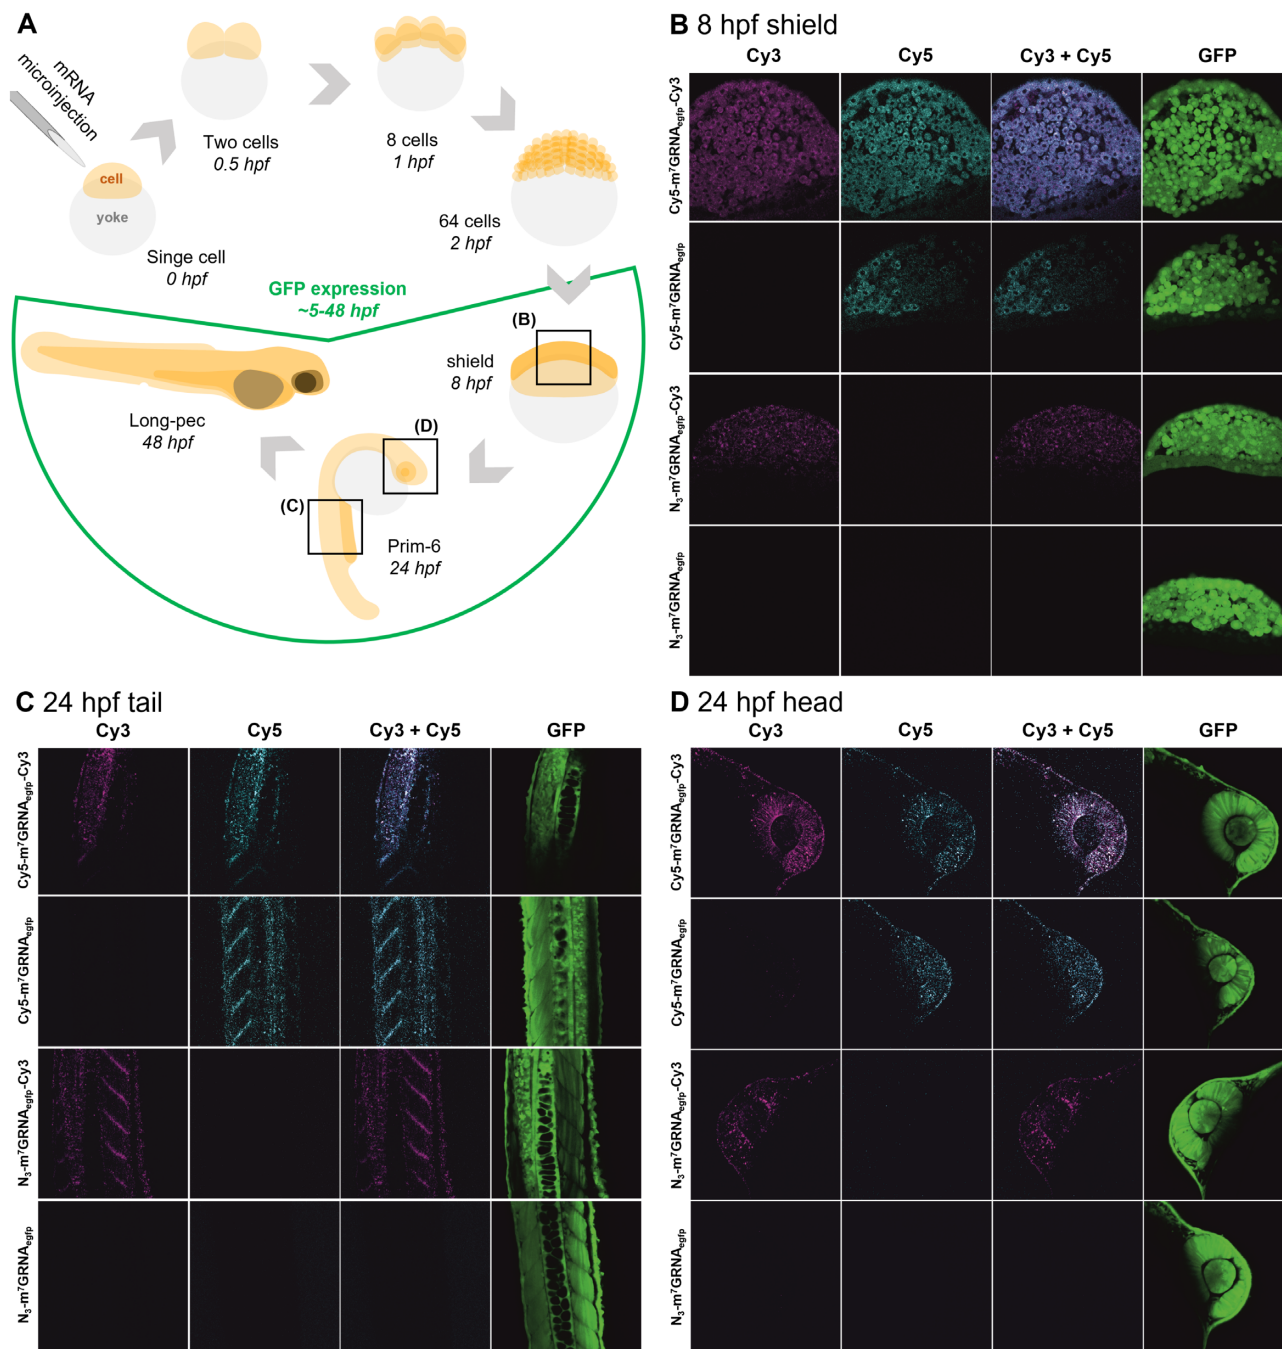 A
mRNA
microinjection
cell
yoke
Singe cell
0 hpf
Two cells
0.5 hpf
8 cells
1 hpf
64 cells
2 hpf
GFP expression
~5-48 hpf
(B)
shield
8 hpf
Long-pec
48 hpf
(D)
(C)
Prim-6
24 hpf
B 8 hpf shield
Cy3 Cy5 Cy3 + Cy5 GFP
Cy5-m⁷GRNAegfp-Cy3
Cy5-m⁷GRNAegfp
N₃-m⁷GRNAegfp-Cy3
N₃-m⁷GRNAegfp
C 24 hpf tail
Cy3 Cy5 Cy3 + Cy5 GFP
Cy5-m⁷GRNAegfp-Cy3
Cy5-m⁷GRNAegfp
N₃-m⁷GRNAegfp-Cy3
N₃-m⁷GRNAegfp
D 24 hpf head
Cy3 Cy5 Cy3 + Cy5 GFP
Cy5-m⁷GRNAegfp-Cy3
Cy5-m⁷GRNAegfp
N₃-m⁷GRNAegfp-Cy3
N₃-m⁷GRNAegfp